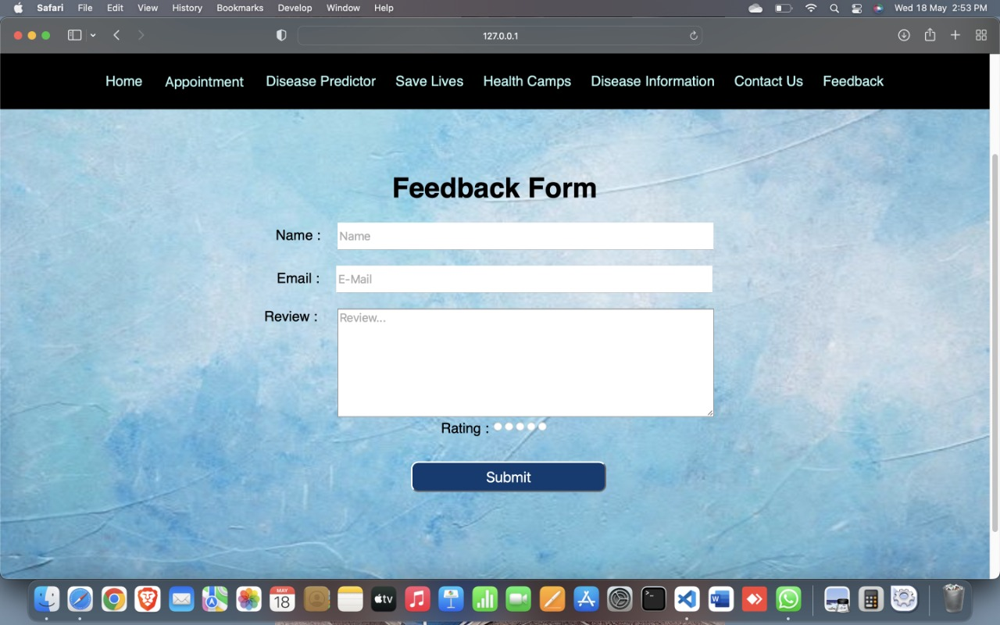 Safari File Edit View History Bookmarks Develop Window Help Wed 18 May 2:53 PM
127.0.0.1
Home Appointment Disease Predictor Save Lives Health Camps Disease Information Contact Us Feedback
Feedback Form
Name : Name
Email : E-Mail
Review : Review...
Rating :
Submit
MAY
18
tv
W